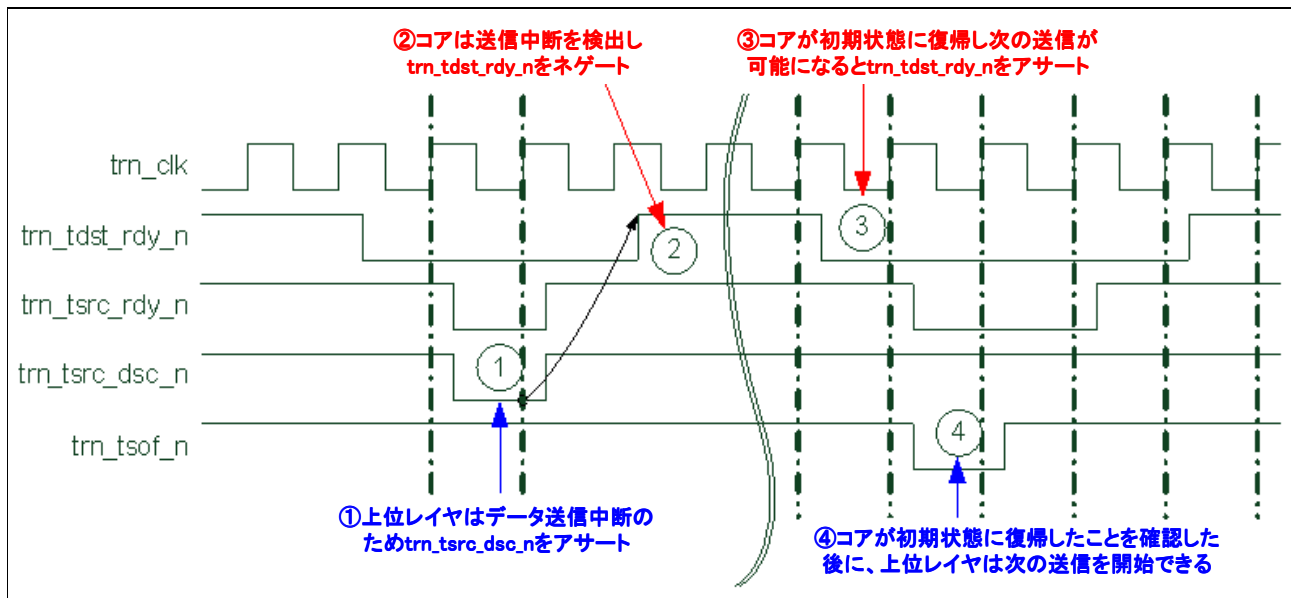 ②コアは送信中断を検出し
trn_tdst_rdy_nをネゲート
③コアが初期状態に復帰し次の送信が
可能になるとtrn_tdst_rdy_nをアサート
trn_clk
trn_tdst_rdy_n
3
2
trn_tsrc_rdy_n
trn_tsrc_dsc_n
1
trn_tsof_n
4
①上位レイヤはデータ送信中断の
ためtrn_tsrc_dsc_nをアサート
④コアが初期状態に復帰したことを確認した
後に、上位レイヤは次の送信を開始できる